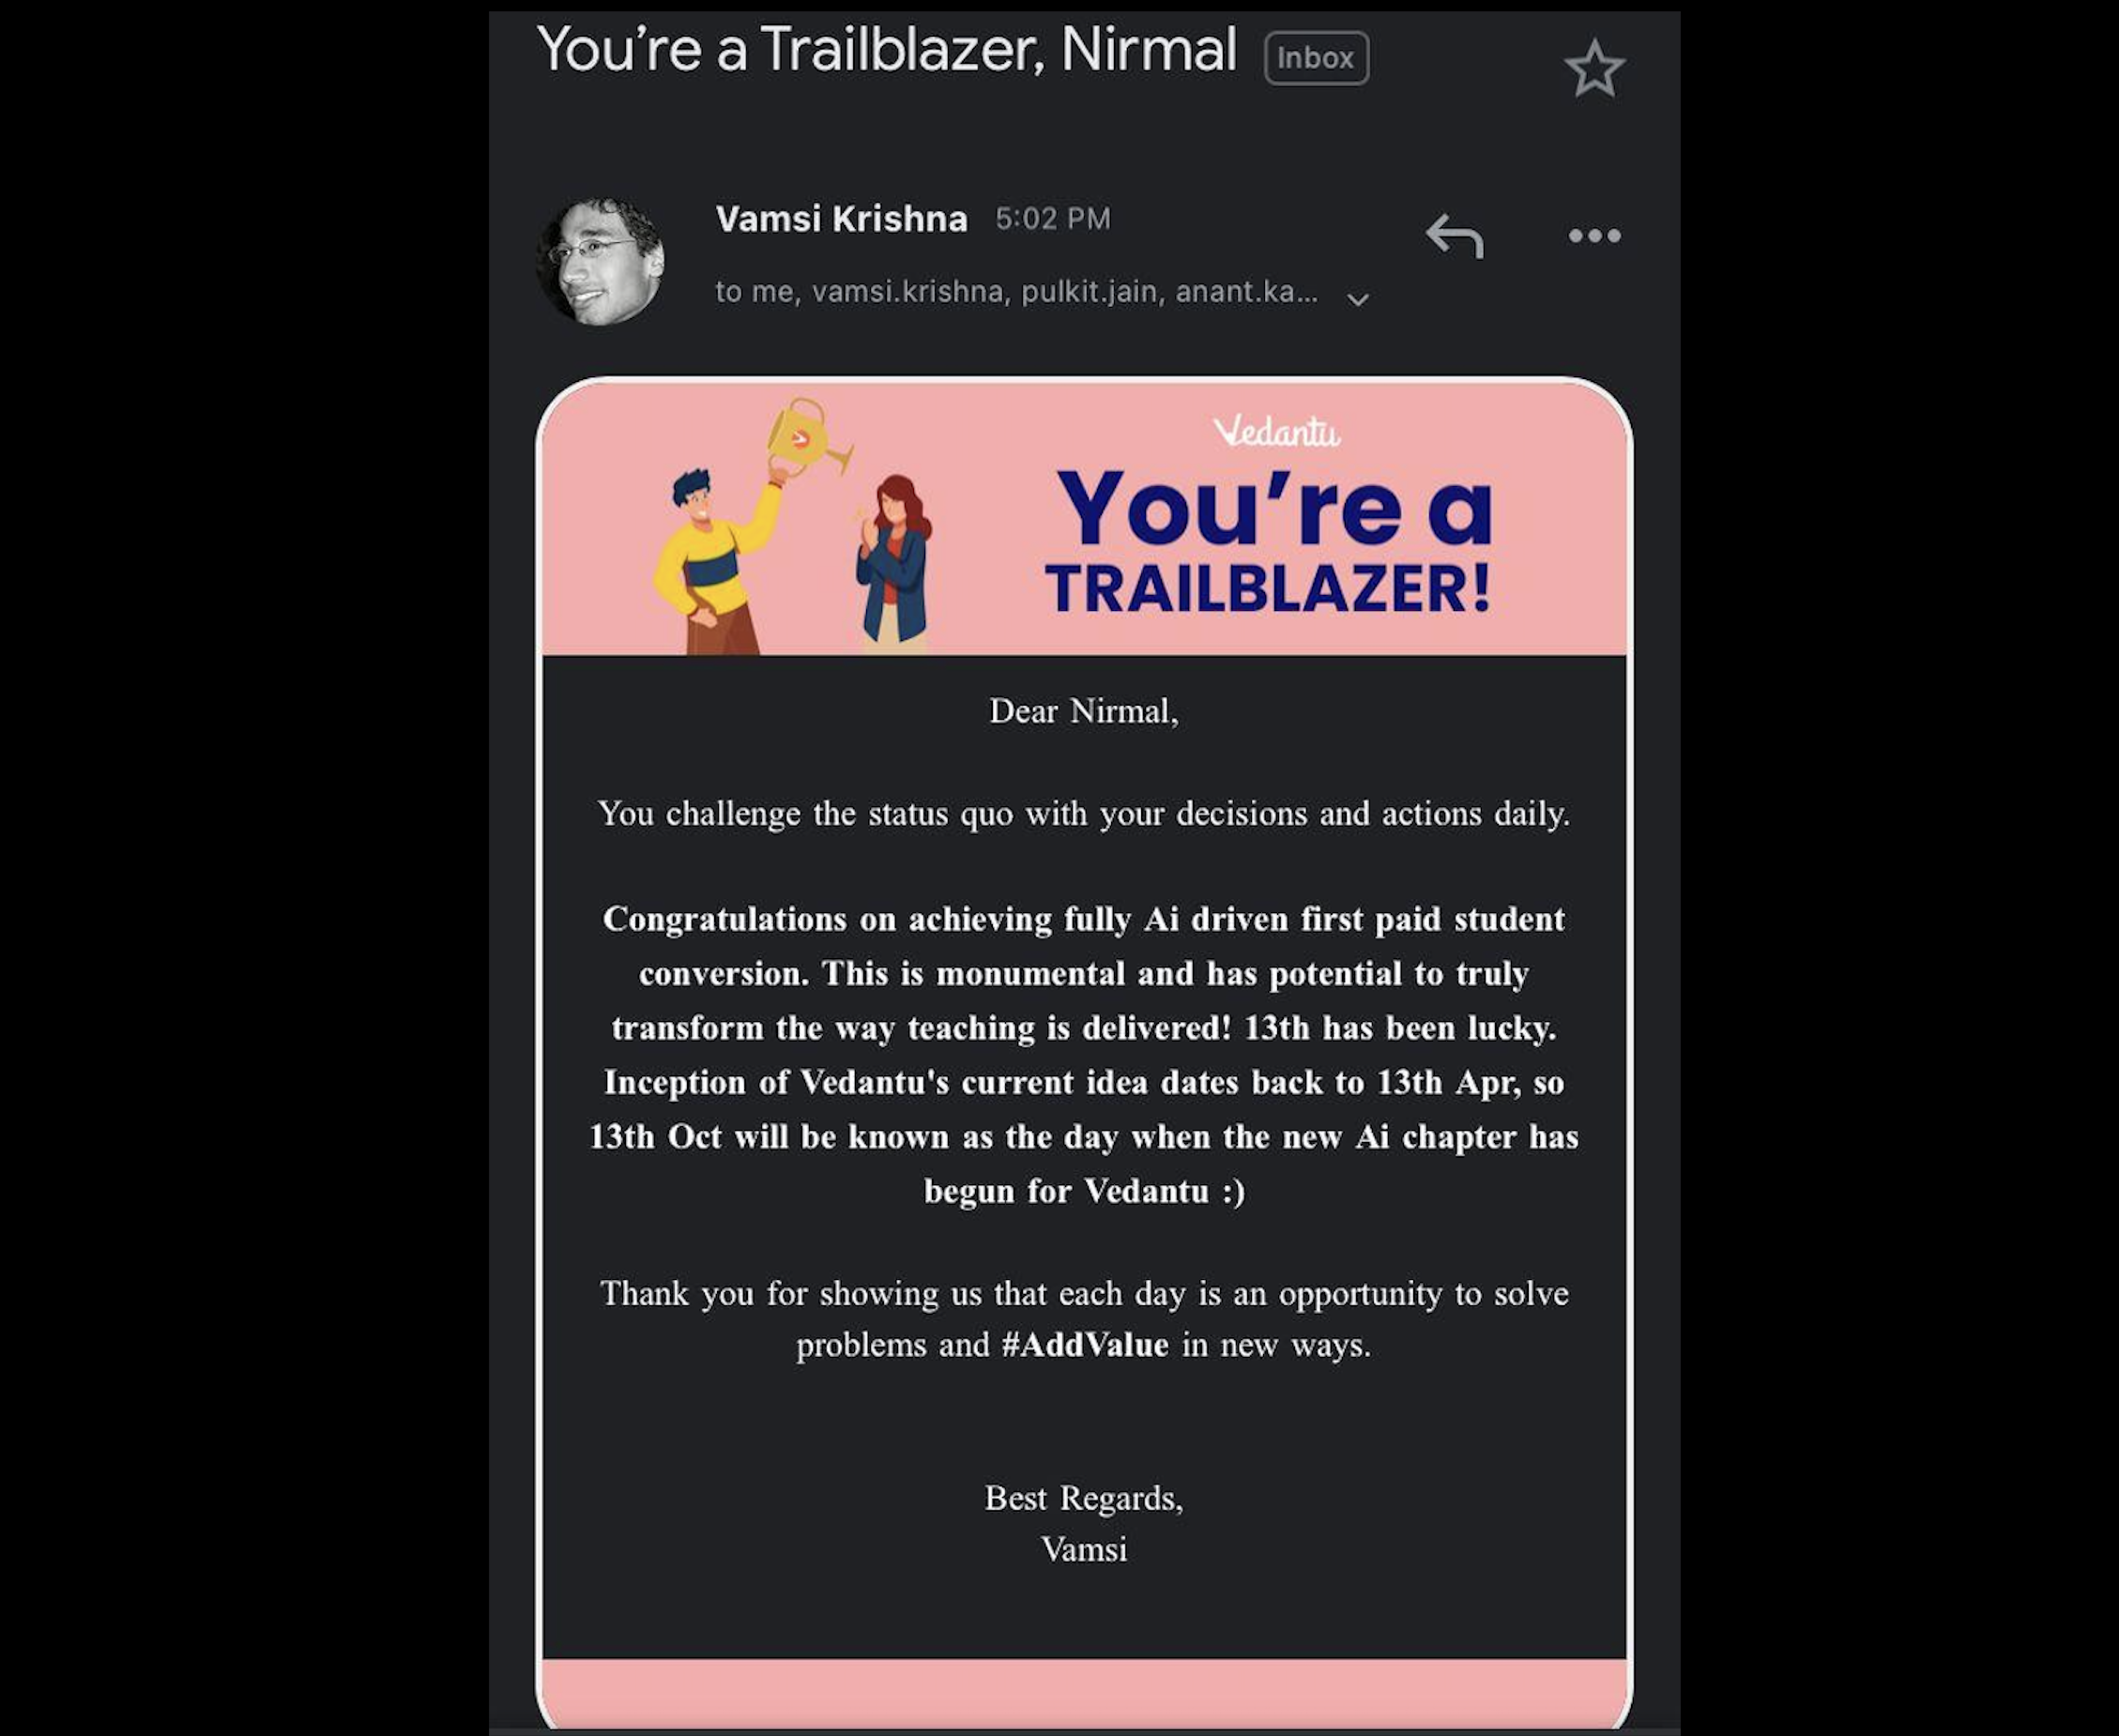 You're a Trailblazer, Nirmal Inbox
Vamsi Krishna 5:02 PM
to me, vamsi.krishna, pulkit.jain, anant.ka...
Vedantu
You're a
TRAILBLAZER!
Dear Nirmal,
You challenge the status quo with your decisions and actions daily.
Congratulations on achieving fully Ai driven first paid student
conversion. This is monumental and has potential to truly
transform the way teaching is delivered! 13th has been lucky.
Inception of Vedantu's current idea dates back to 13th Apr, so
13th Oct will be known as the day when the new Ai chapter has
begun for Vedantu :)
Thank you for showing us that each day is an opportunity to solve
problems and #AddValue in new ways.
Best Regards,
Vamsi